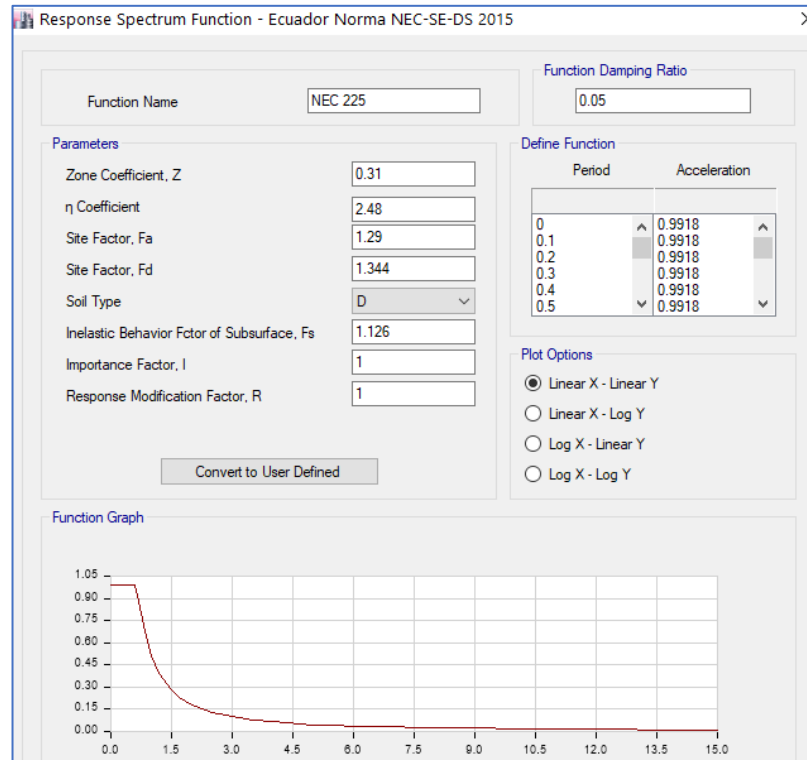 Response Spectrum Function - Ecuador Norma NEC-SE-DS 2015
Function Name
NEC 225
Function Damping Ratio
0.05
Parameters
Zone Coefficient, Z
0.31
η Coefficient
2.48
Site Factor, Fa
1.29
Site Factor, Fd
1.344
Soil Type
D
Inelastic Behavior Fctor of Subsurface, Fs
1.126
Importance Factor, I
1
Response Modification Factor, R
1
Convert to User Defined
Define Function
Period Acceleration
0 0.9918
0.1 0.9918
0.2 0.9918
0.3 0.9918
0.4 0.9918
0.5 0.9918
Plot Options
Linear X - Linear Y
Linear X - Log Y
Log X - Linear Y
Log X - Log Y
Function Graph
1.05
0.90
0.75
0.60
0.45
0.30
0.15
0.00
0.0 1.5 3.0 4.5 6.0 7.5 9.0 10.5 12.0 13.5 15.0